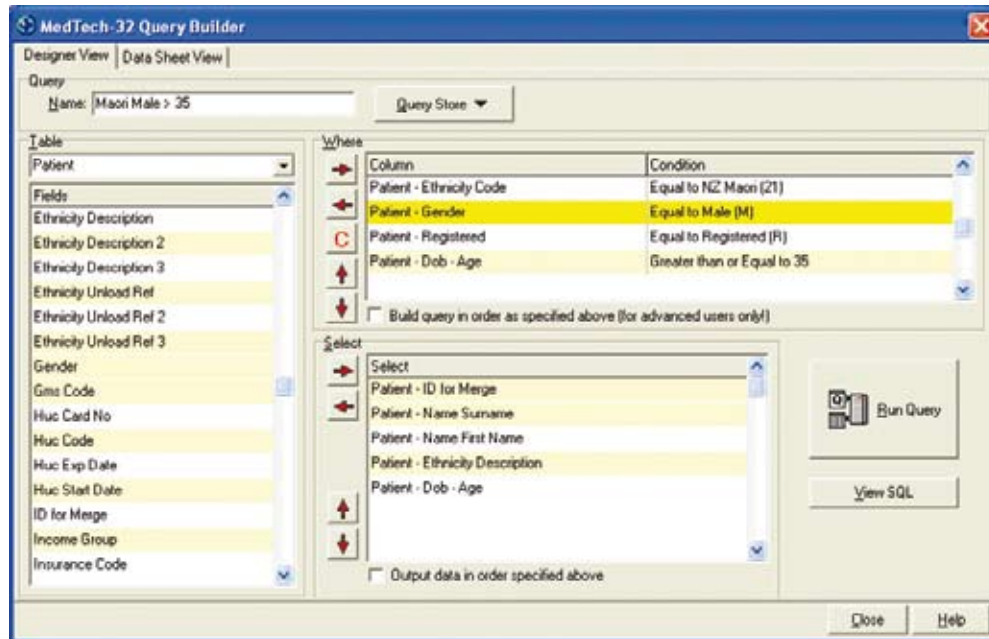 MedTech-32 Query Builder
Designer View Data Sheet View
Query
Name: Maori Male > 35
Query Store
Table
Patient
Fields
Ethnicity Description
Ethnicity Description 2
Ethnicity Description 3
Ethnicity Unload Ref
Ethnicity Unload Ref 2
Ethnicity Unload Ref 3
Gender
Gms Code
Huc Card No
Huc Code
Huc Exp Date
Huc Start Date
ID for Merge
Income Group
Insurance Code
Where
Column Condition
Patient - Ethnicity Code Equal to NZ Maori (21)
Patient - Gender Equal to Male (M)
Patient - Registered Equal to Registered (R)
Patient - Dob - Age Greater than or Equal to 35
C
Build query in order as specified above (for advanced users only!)
Select
Select
Patient - ID for Merge
Patient - Name Surname
Patient - Name First Name
Patient - Ethnicity Description
Patient - Dob - Age
Output data in order specified above
Run Query
View SQL
Close Help